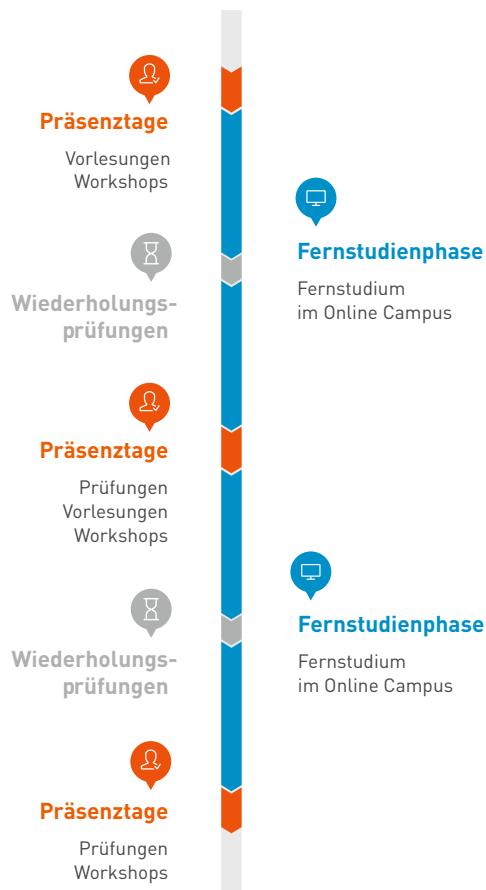 Präsenztage
Vorlesungen
Workshops
Fernstudienphase
Fernstudium
im Online Campus
Wiederholungs-
prüfungen
Präsenztage
Prüfungen
Vorlesungen
Workshops
Fernstudienphase
Fernstudium
im Online Campus
Wiederholungs-
prüfungen
Präsenztage
Prüfungen
Workshops